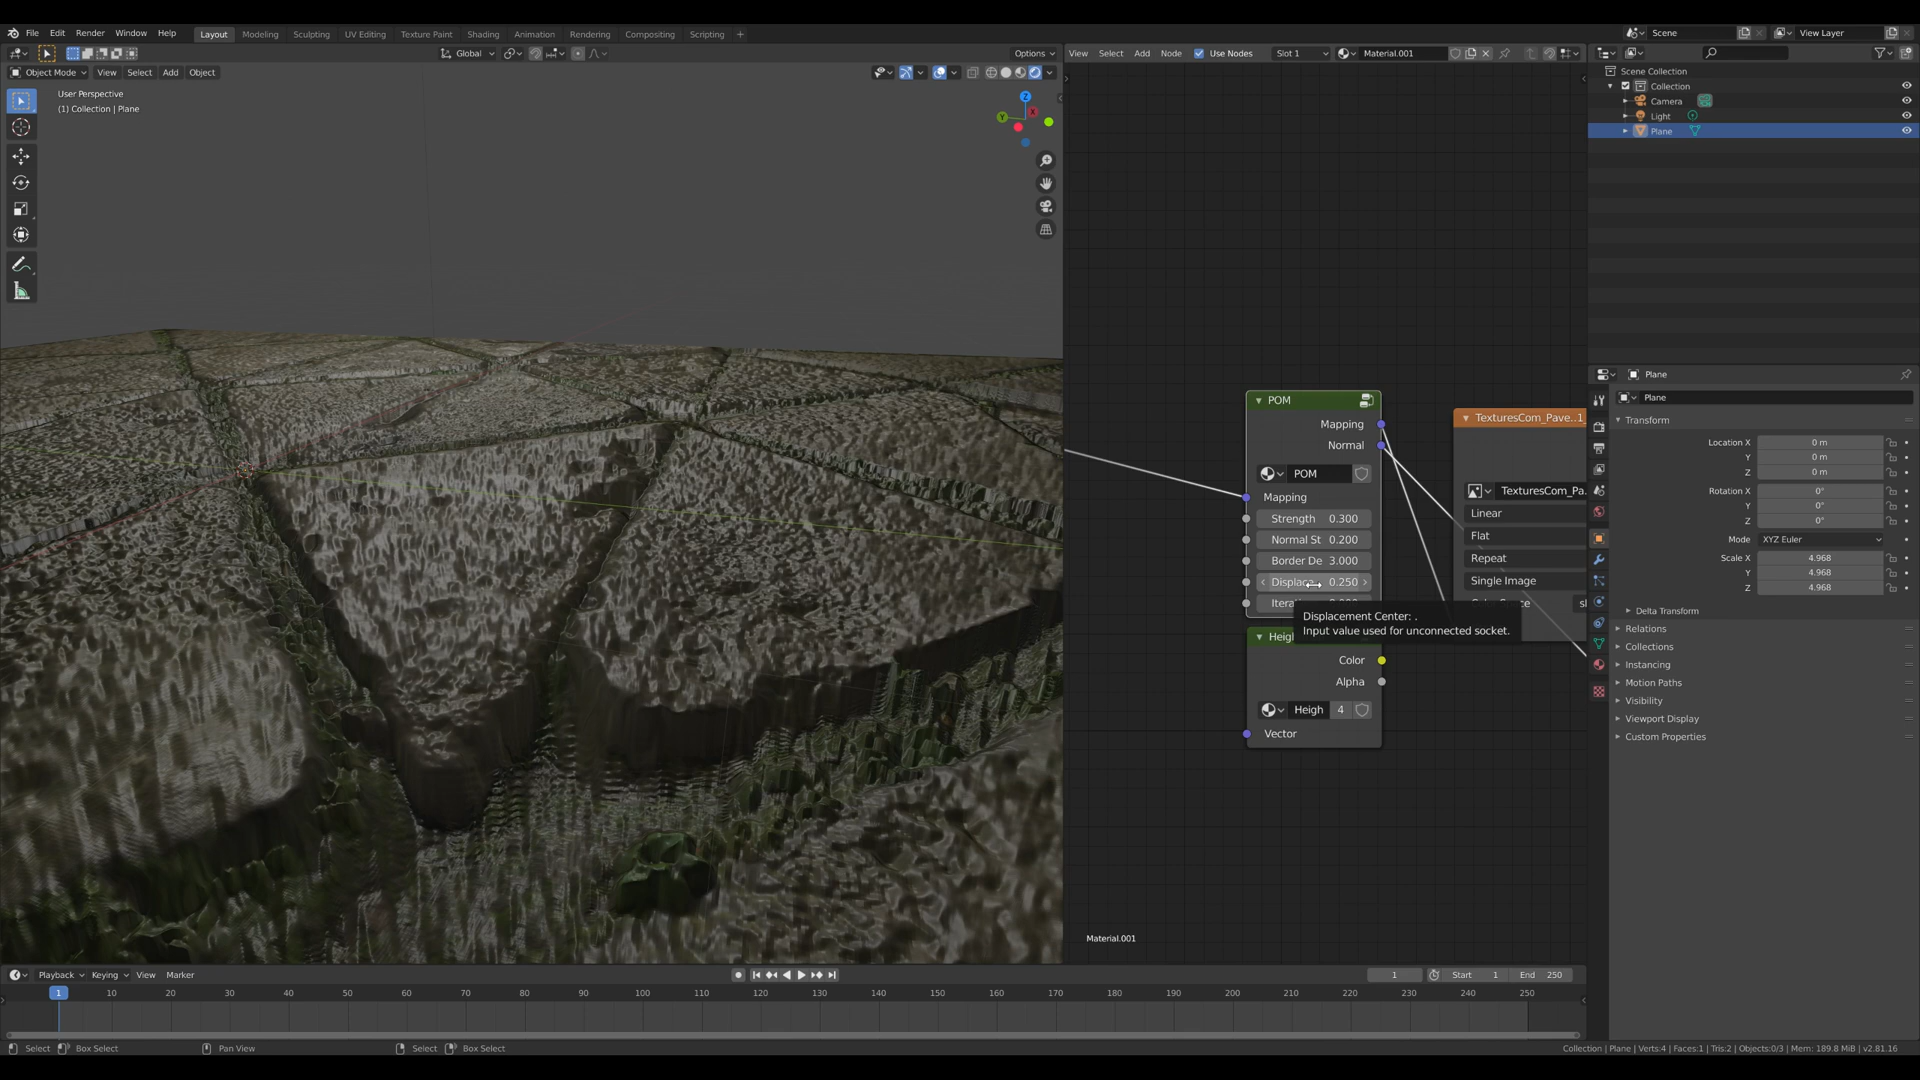 File Edit Render Window Help
Layout Modeling Sculpting UV Editing Texture Paint Shading Animation Rendering Compositing Scripting +
Scene
View Layer
Global
Options
View Select Add Node Use Nodes Slot 1 Material.001
Object Mode View Select Add Object
User Perspective
(1) Collection | Plane
Z
Y
X
Scene Collection
Collection
Camera
Light
Plane
POM
Mapping
Normal
POM
Mapping
Strength 0.300
Normal St 0.200
Border De 3.000
Displace 0.250
TexturesCom_Pave..1_
TexturesCom_Pa.
Linear
Flat
Repeat
Single Image
Displacement Center: .
Input value used for unconnected socket.
Color
Alpha
Heigh 4
Vector
Material.001
Plane
Plane
Transform
Location X 0 m
Y 0 m
Z 0 m
Rotation X 0°
Y 0°
Z 0°
Mode XYZ Euler
Scale X 4.968
Y 4.968
Z 4.968
Delta Transform
Relations
Collections
Instancing
Motion Paths
Visibility
Viewport Display
Custom Properties
Playback Keying View Marker
1 Start 1 End 250
1 10 20 30 40 50 60 70 80 90 100 110 120 130 140 150 160 170 180 190 200 210 220 230 240 250
Select Box Select Pan View Select Box Select
Collection | Plane | Verts:4 | Faces:1 | Tris:2 | Objects:0/3 | Mem: 189.8 MiB | v2.81.16